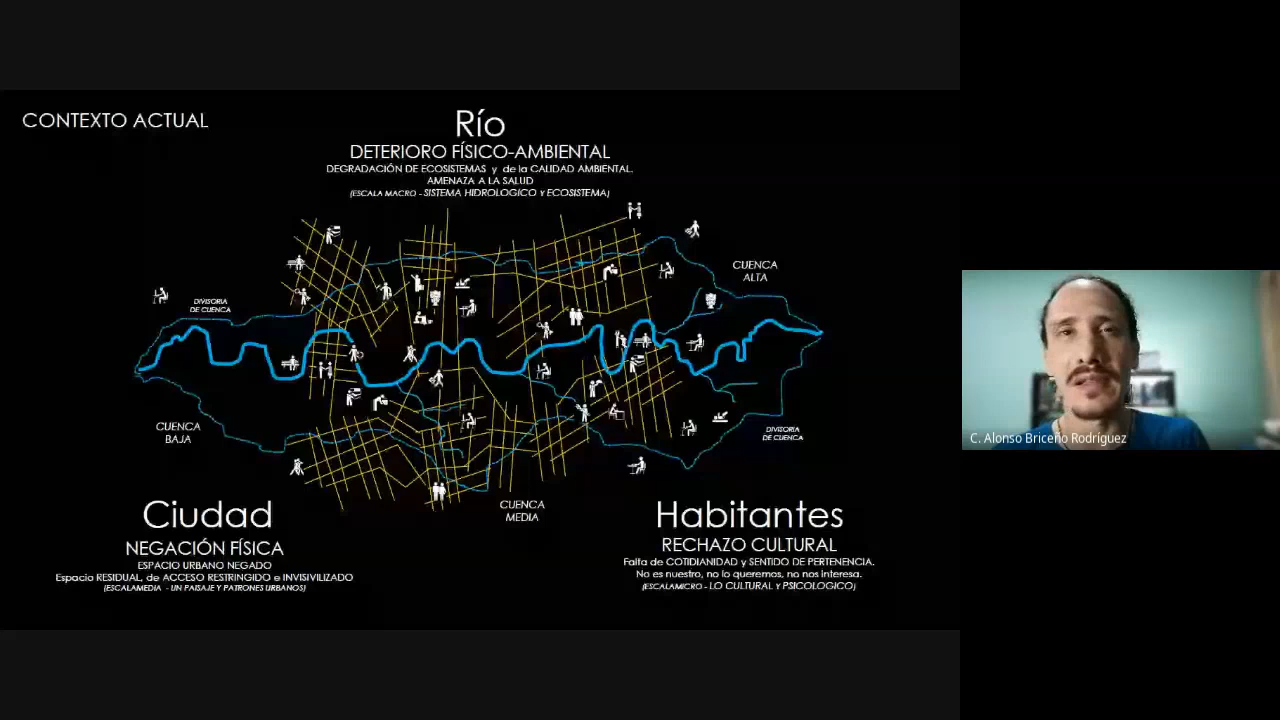 CONTEXTO ACTUAL
Río
DETERIORO FÍSICO-AMBIENTAL
DEGRADACIÓN DE ECOSISTEMAS y de la CALIDAD AMBIENTAL.
AMENAZA A LA SALUD
(ESCALA MACRO - SISTEMA HIDROLOGICO Y ECOSISTEMA)
CUENCA
ALTA
DIVISORIA
DE CUENCA
CUENCA
BAJA
DIVISORIA
DE CUENCA
CUENCA
MEDIA
Ciudad
NEGACIÓN FÍSICA
ESPACIO URBANO NEGADO
Espacio RESIDUAL, de ACCESO RESTRINGIDO e INVISIVILIZADO
(ESCALAMEDIA - UN PAISAJE Y PATRONES URBANOS)
Habitantes
RECHAZO CULTURAL
Falta de COTIDIANIDAD y SENTIDO DE PERTENENCIA.
No es nuestro, no lo queremos, no nos interesa.
(ESCALAMICRO - LO CULTURAL Y PSICOLOGICO)
C. Alonso Briceño Rodríguez